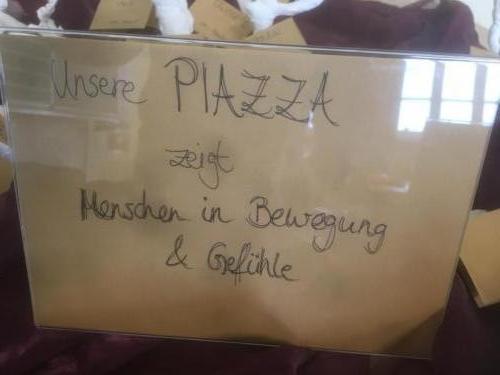 Unsere PIAZZA
zeigt
Menschen in Bewegung
& Gefühle